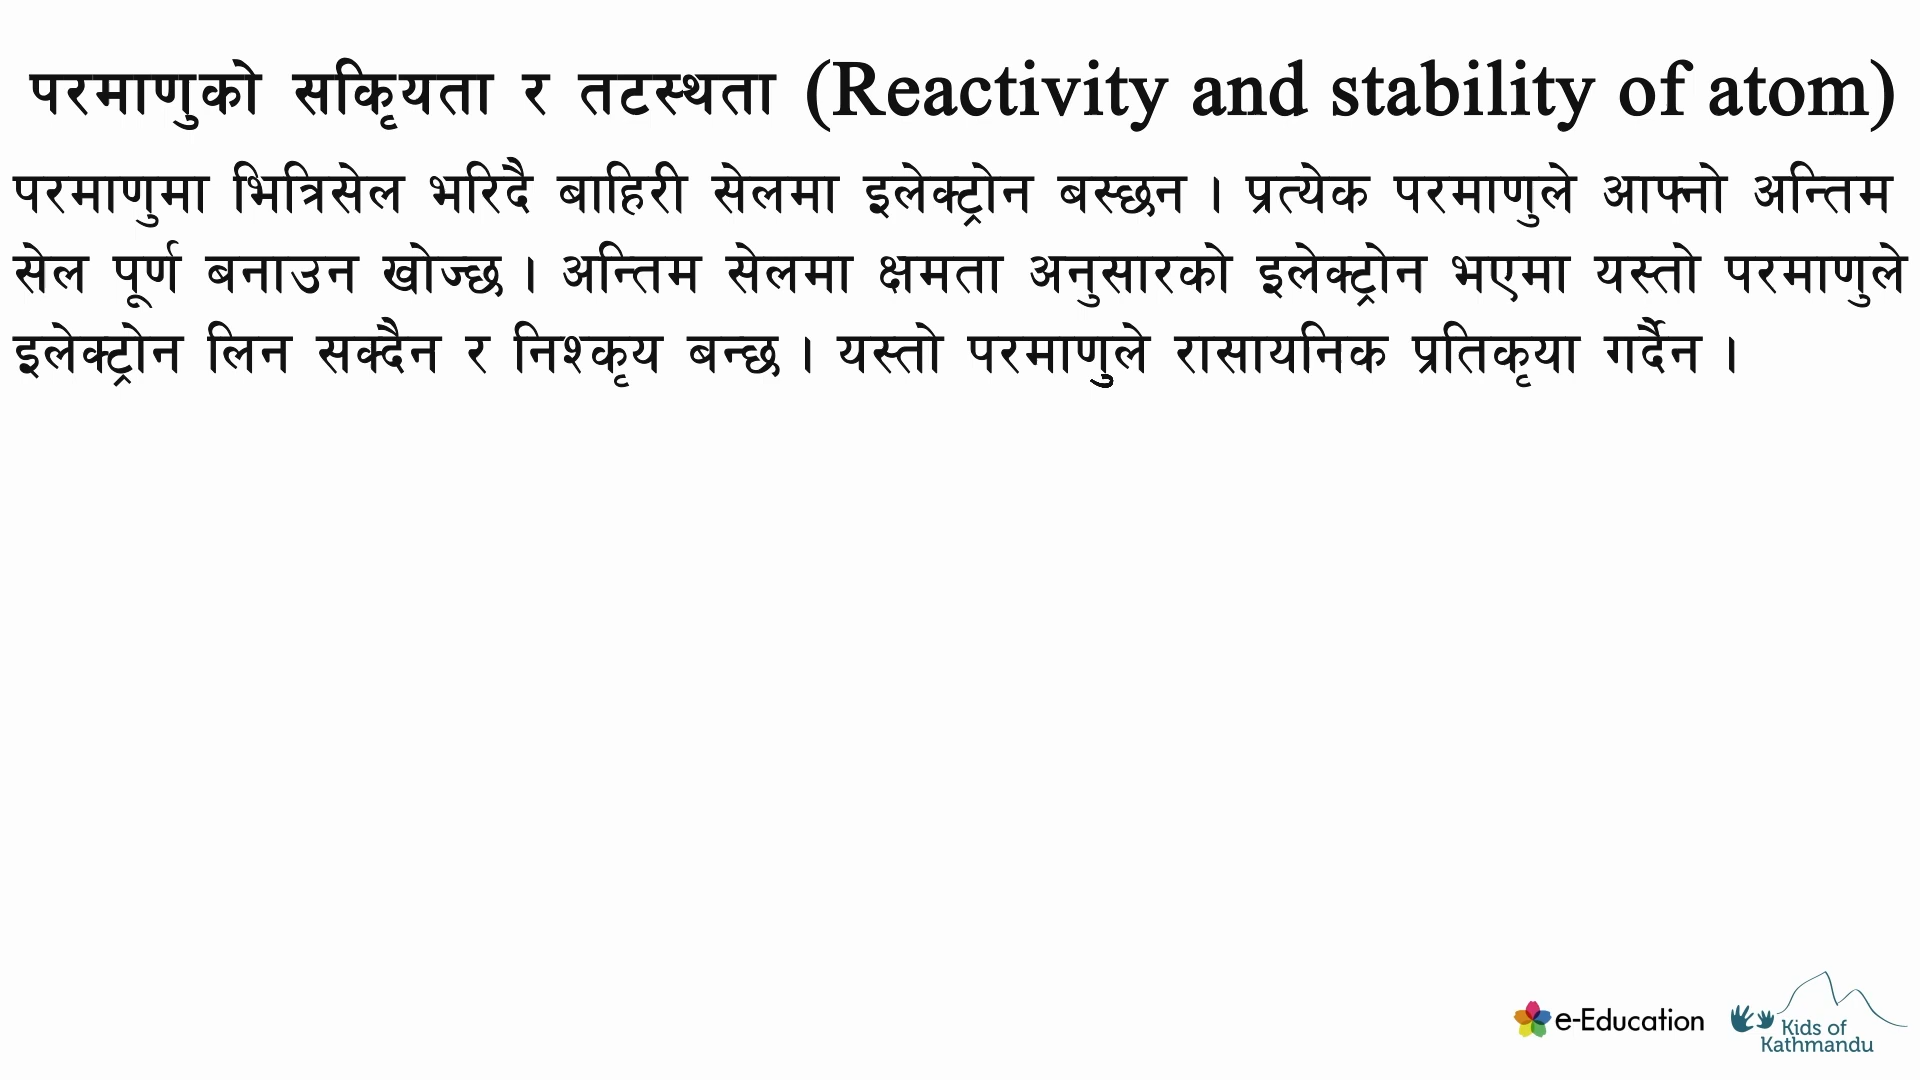 परमाणुको सकृियता र तटस्थता (Reactivity and stability of atom)
परमाणुमा भित्रिसेल भरिदै बाहिरी सेलमा इलेक्ट्रोन बस्छन । प्रत्येक परमाणुले आफ्नो अन्तिम
सेल पूर्ण बनाउन खोज्छ । अन्तिम सेलमा क्षमता अनुसारको इलेक्ट्रोन भएमा यस्तो परमाणुले
इलेक्ट्रोन लिन सक्दैन र निश्कृय बन्छ । यस्तो परमाणुले रासायनिक प्रतिकृया गर्दैन ।
e-Education
Kids of
Kathmandu